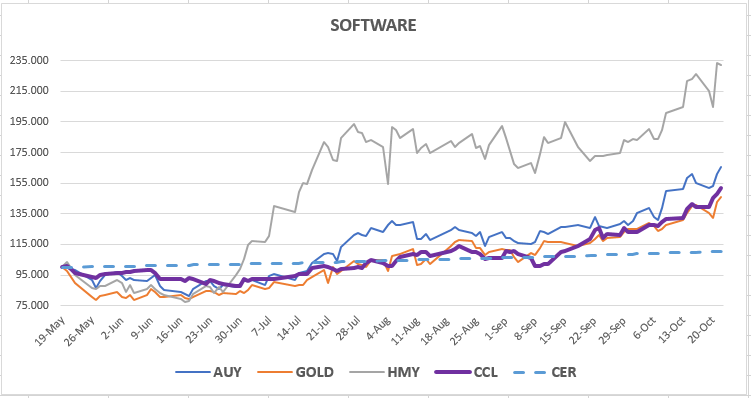 SOFTWARE
235.000
215.000
195.000
175.000
155.000
135.000
115.000
95.000
75.000
19-May
26-May
2-Jun
9-Jun
16-Jun
23-Jun
30-Jun
7-Jul
14-Jul
21-Jul
28-Jul
4-Aug
11-Aug
18-Aug
25-Aug
1-Sep
8-Sep
15-Sep
22-Sep
29-Sep
6-Oct
13-Oct
20-Oct
AUY GOLD HMY CCL CER